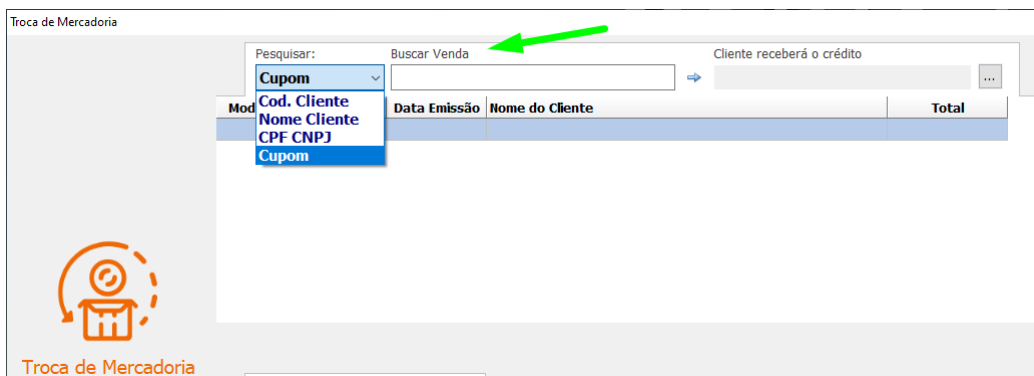 Troca de Mercadoria
Pesquisar: Buscar Venda Cliente receberá o crédito
Cupom ...
Cod. Cliente
Nome Cliente
CPF CNPJ
Cupom
Mod Data Emissão Nome do Cliente Total
Troca de Mercadoria